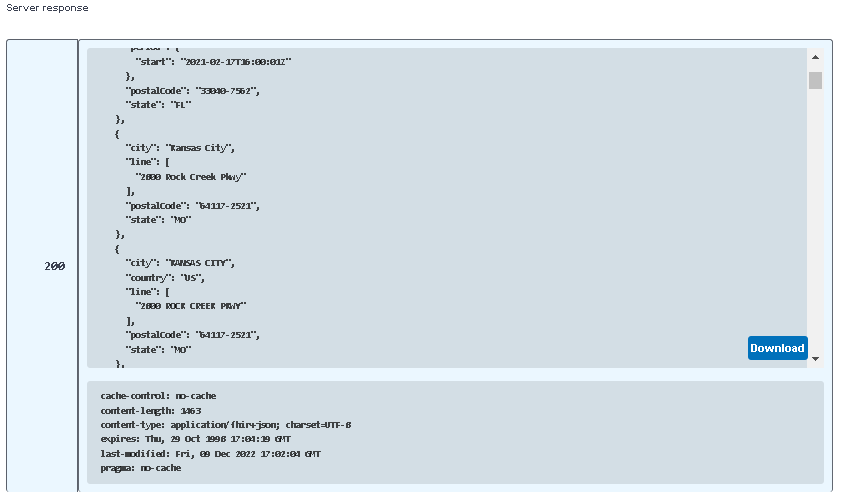 Server response
200
"period": {
"start": "2021-02-17T16:00:01Z"
},
"postalCode": "33040-7562",
"state": "FL"
},
{
"city": "Kansas City",
"line": [
"2800 Rock Creek Pkwy"
],
"postalCode": "64117-2521",
"state": "MO"
},
{
"city": "KANSAS CITY",
"country": "US",
"line": [
"2800 ROCK CREEK PKWY"
],
"postalCode": "64117-2521",
"state": "MO"
},
Download
cache-control: no-cache
content-length: 1463
content-type: application/fhir+json; charset=UTF-8
expires: Thu, 29 Oct 1998 17:04:19 GMT
last-modified: Fri, 09 Dec 2022 17:02:04 GMT
pragma: no-cache